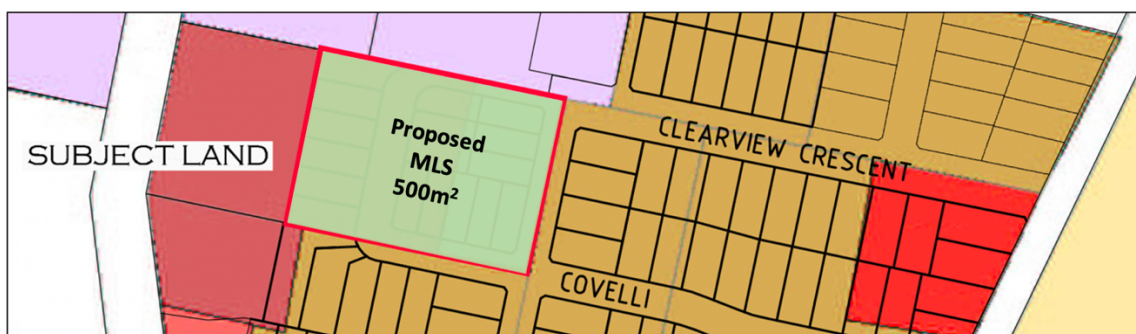 SUBJECT LAND
Proposed
MLS
500m²
CLEARVIEW CRESCENT
COVELLI